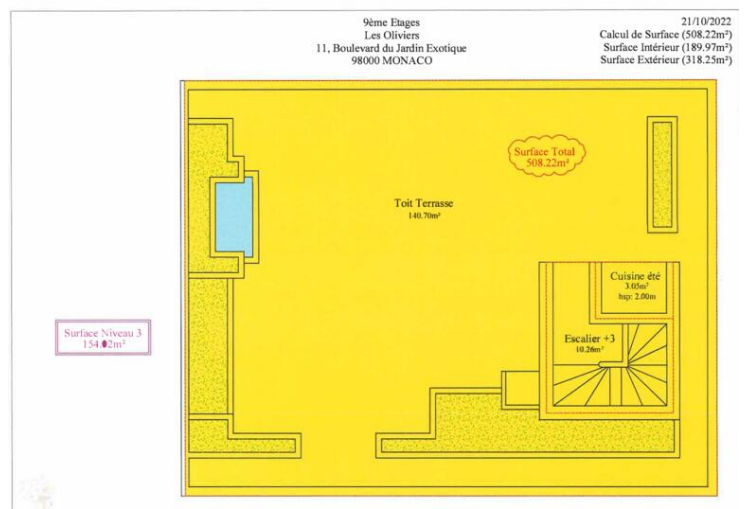 9ème Etages
Les Oliviers
11, Boulevard du Jardin Exotique
98000 MONACO
21/10/2022
Calcul de Surface (508.22m²)
Surface Intérieur (189.97m²)
Surface Extérieur (318.25m²)
Surface Total
508.22m²
Toit Terrasse
140.70m²
Cuisine été
3.05m²
hsp: 2.00m
Surface Niveau 3
154.02m²
Escalier +3
10.26m²